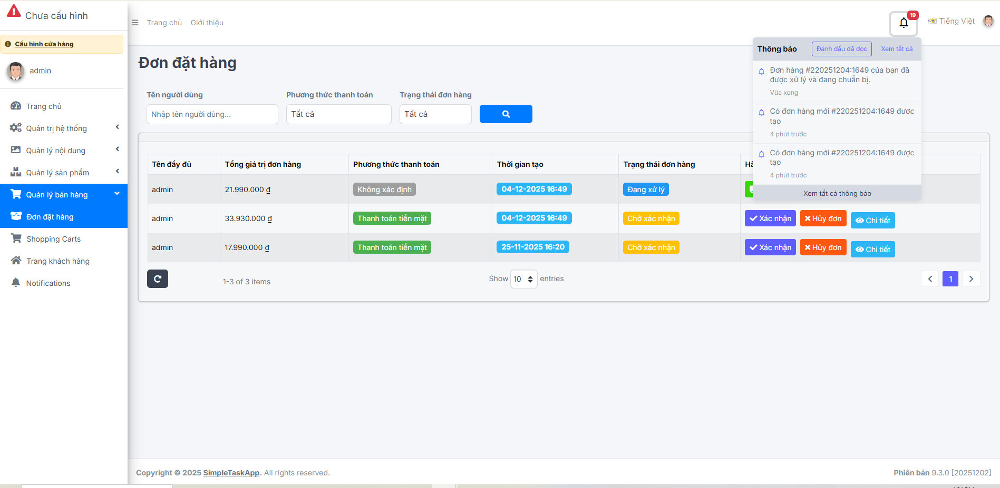 Chưa cấu hình
Cấu hình cửa hàng
admin
Trang chủ
Quản trị hệ thống
Quản lý nội dung
Quản lý sản phẩm
Quản lý bán hàng
Đơn đặt hàng
Shopping Carts
Trang khách hàng
Notifications
Trang chủ Giới thiệu
19
Tiếng Việt
Thông báo Đánh dấu đã đọc Xem tất cả
Đơn hàng #220251204:1649 của bạn đã
được xử lý và đang chuẩn bị.
Vừa xong
Có đơn hàng mới #220251204:1649 được
tạo
4 phút trước
Có đơn hàng mới #220251204:1649 được
tạo
4 phút trước
Xem tất cả thông báo
Đơn đặt hàng
Tên người dùng Phương thức thanh toán Trạng thái đơn hàng
Nhập tên người dùng... Tất cả Tất cả
Tên đầy đủ Tổng giá trị đơn hàng Phương thức thanh toán Thời gian tạo Trạng thái đơn hàng
admin 21.990.000 ₫ Không xác định 04-12-2025 16:49 Đang xử lý
admin 33.930.000 ₫ Thanh toán tiền mặt 04-12-2025 16:49 Chờ xác nhận Xác nhận Hủy đơn Chi tiết
admin 17.990.000 ₫ Thanh toán tiền mặt 25-11-2025 16:20 Chờ xác nhận Xác nhận Hủy đơn Chi tiết
1-3 of 3 items Show 10 entries 1
Copyright © 2025 SimpleTaskApp. All rights reserved. Phiên bản 9.3.0 [20251202]